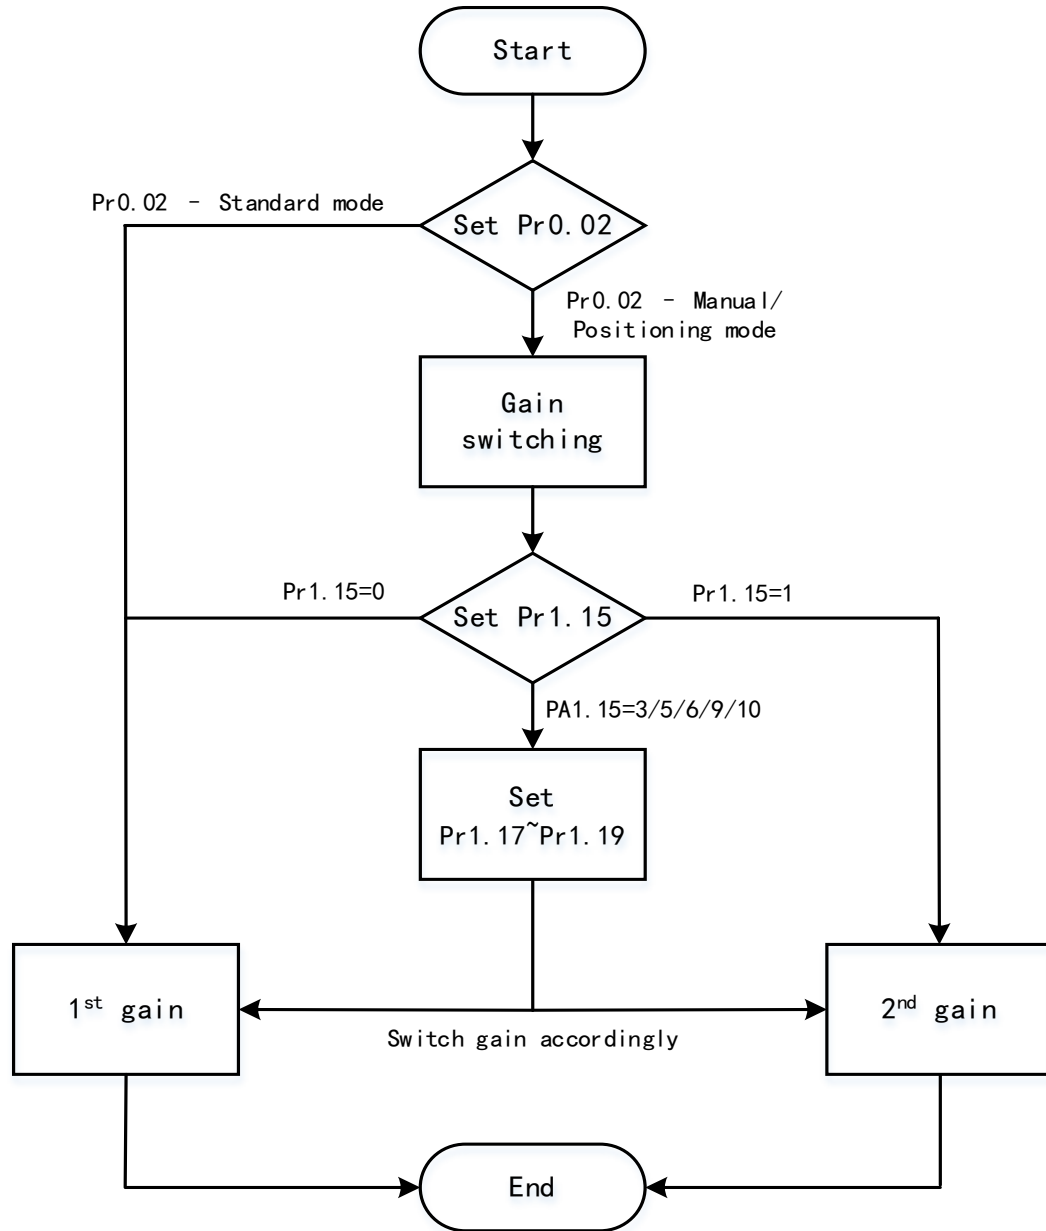 Start
Pr0.02 - Standard mode
Set Pr0.02
Pr0.02 - Manual/
Positioning mode
Gain
switching
Pr1.15=0
Set Pr1.15
Pr1.15=1
PA1.15=3/5/6/9/10
Set
Pr1.17~Pr1.19
1st gain
2nd gain
Switch gain accordingly
End